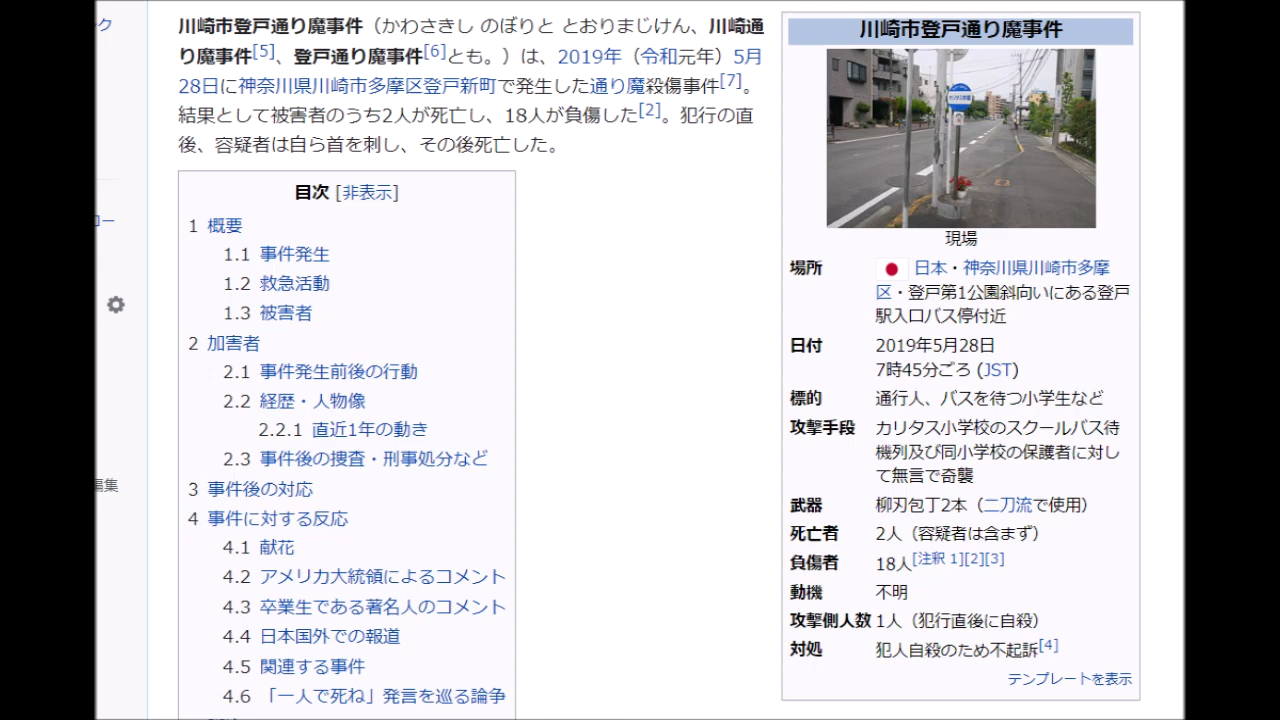 ク
ロー
編集
川崎市登戸通り魔事件（かわさきし のぼりと とおりまじけん、川崎通
り魔事件[5]、登戸通り魔事件[6]とも。）は、2019年（令和元年）5月
28日に神奈川県川崎市多摩区登戸新町で発生した通り魔殺傷事件[7]。
結果として被害者のうち2人が死亡し、18人が負傷した[2]。犯行の直
後、容疑者は自ら首を刺し、その後死亡した。
目次 [非表示]
1 概要
1.1 事件発生
1.2 救急活動
1.3 被害者
2 加害者
2.1 事件発生前後の行動
2.2 経歴・人物像
2.2.1 直近1年の動き
2.3 事件後の捜査・刑事処分など
3 事件後の対応
4 事件に対する反応
4.1 献花
4.2 アメリカ大統領によるコメント
4.3 卒業生である著名人のコメント
4.4 日本国外での報道
4.5 関連する事件
4.6 「一人で死ね」発言を巡る論争
川崎市登戸通り魔事件
現場
場所 日本・神奈川県川崎市多摩
区・登戸第1公園斜向いにある登戸
駅入口バス停付近
日付 2019年5月28日
7時45分ごろ (JST)
標的 通行人、バスを待つ小学生など
攻撃手段 カリタス小学校のスクールバス待
機列及び同小学校の保護者に対し
て無言で奇襲
武器 柳刃包丁2本（二刀流で使用）
死亡者 2人（容疑者は含まず）
負傷者 18人[注釈 1][2][3]
動機 不明
攻撃側人数 1人（犯行直後に自殺）
対処 犯人自殺のため不起訴[4]
テンプレートを表示